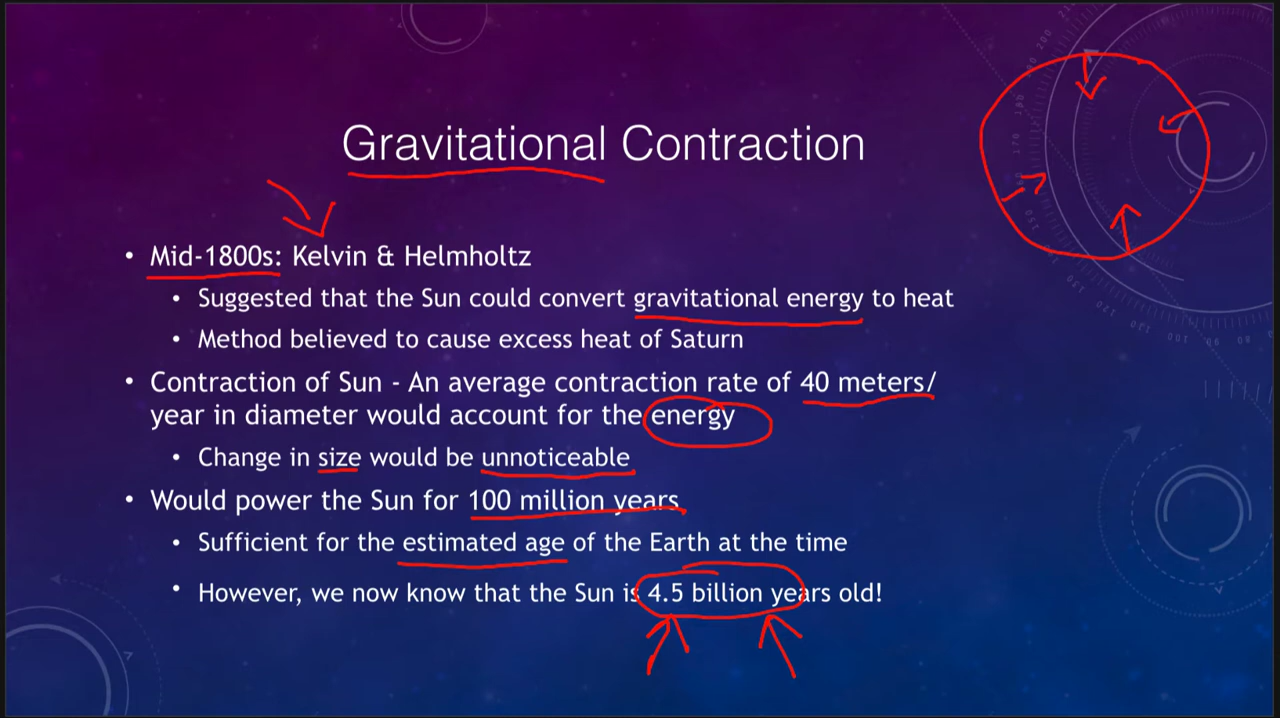 Gravitational Contraction
• Mid-1800s: Kelvin & Helmholtz
• Suggested that the Sun could convert gravitational energy to heat
• Method believed to cause excess heat of Saturn
• Contraction of Sun - An average contraction rate of 40 meters/
year in diameter would account for the energy
• Change in size would be unnoticeable
• Would power the Sun for 100 million years
• Sufficient for the estimated age of the Earth at the time
• However, we now know that the Sun is 4.5 billion years old!